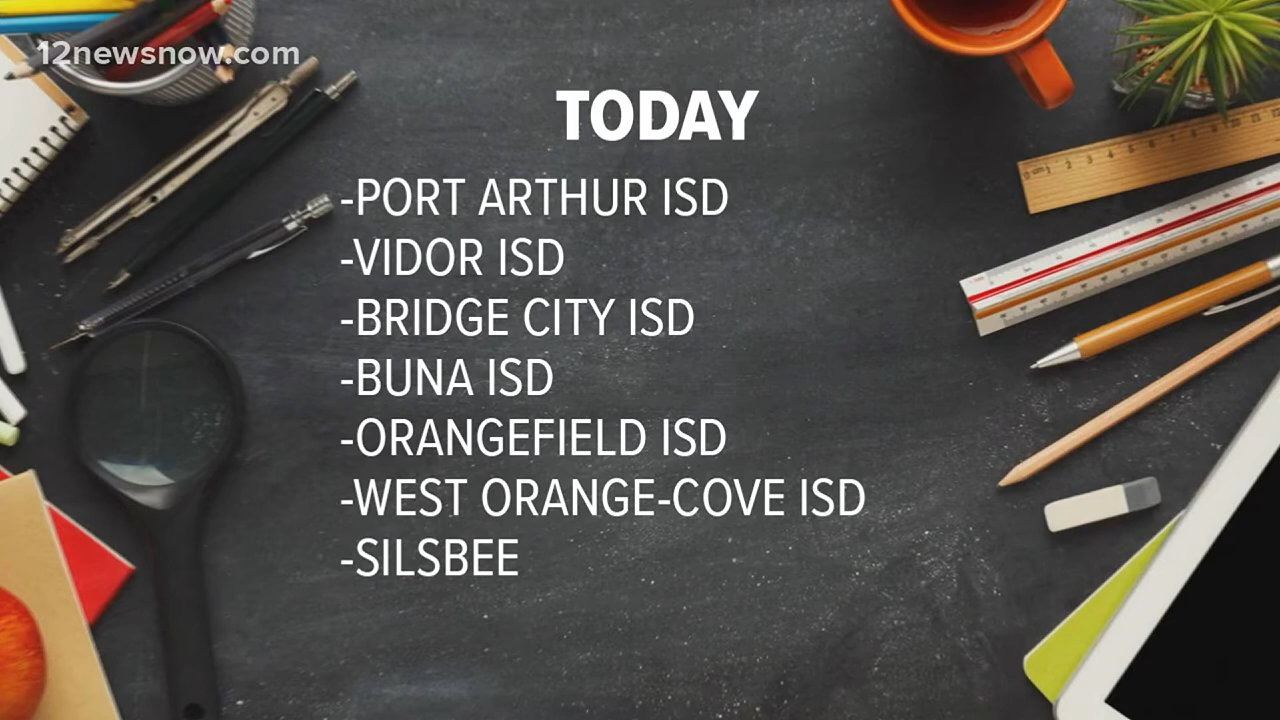 12newsnow.com
TODAY
-PORT ARTHUR ISD
-VIDOR ISD
-BRIDGE CITY ISD
-BUNA ISD
-ORANGEFIELD ISD
-WEST ORANGE-COVE ISD
-SILSBEE